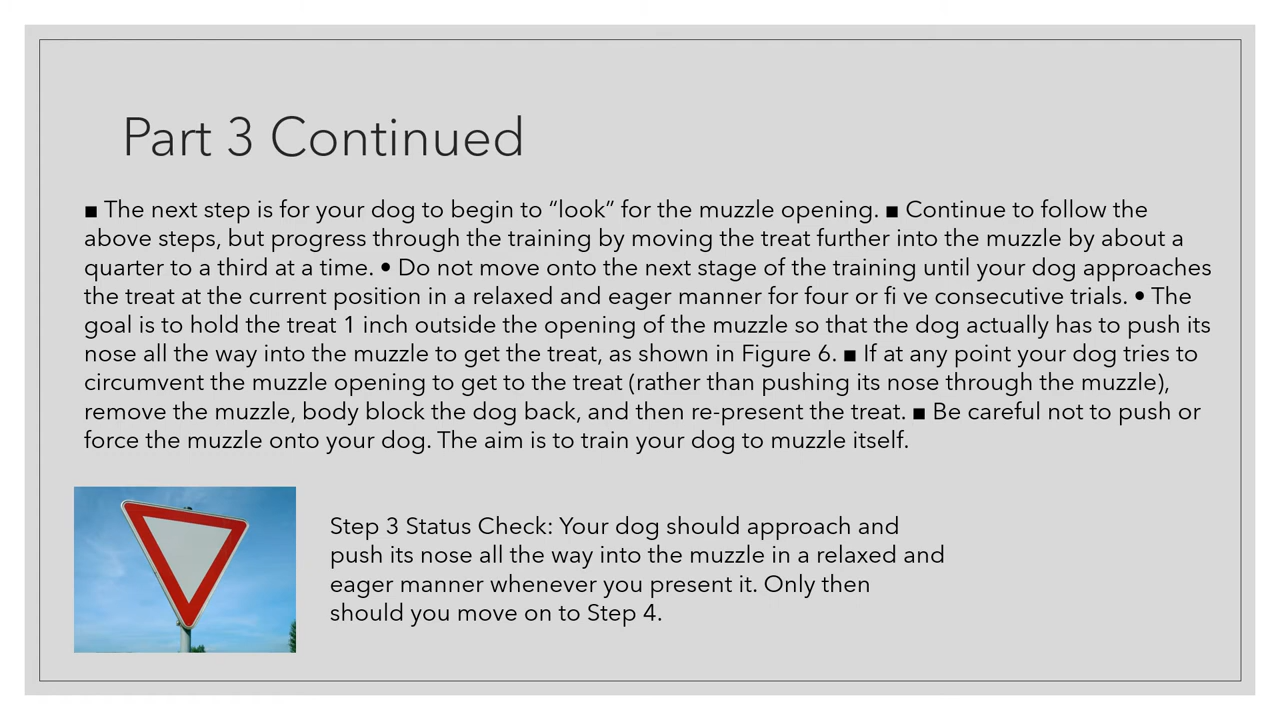 Part 3 Continued
■ The next step is for your dog to begin to “look” for the muzzle opening. ■ Continue to follow the
above steps, but progress through the training by moving the treat further into the muzzle by about a
quarter to a third at a time. • Do not move onto the next stage of the training until your dog approaches
the treat at the current position in a relaxed and eager manner for four or fi ve consecutive trials. • The
goal is to hold the treat 1 inch outside the opening of the muzzle so that the dog actually has to push its
nose all the way into the muzzle to get the treat, as shown in Figure 6. ■ If at any point your dog tries to
circumvent the muzzle opening to get to the treat (rather than pushing its nose through the muzzle),
remove the muzzle, body block the dog back, and then re-present the treat. ■ Be careful not to push or
force the muzzle onto your dog. The aim is to train your dog to muzzle itself.
Step 3 Status Check: Your dog should approach and
push its nose all the way into the muzzle in a relaxed and
eager manner whenever you present it. Only then
should you move on to Step 4.